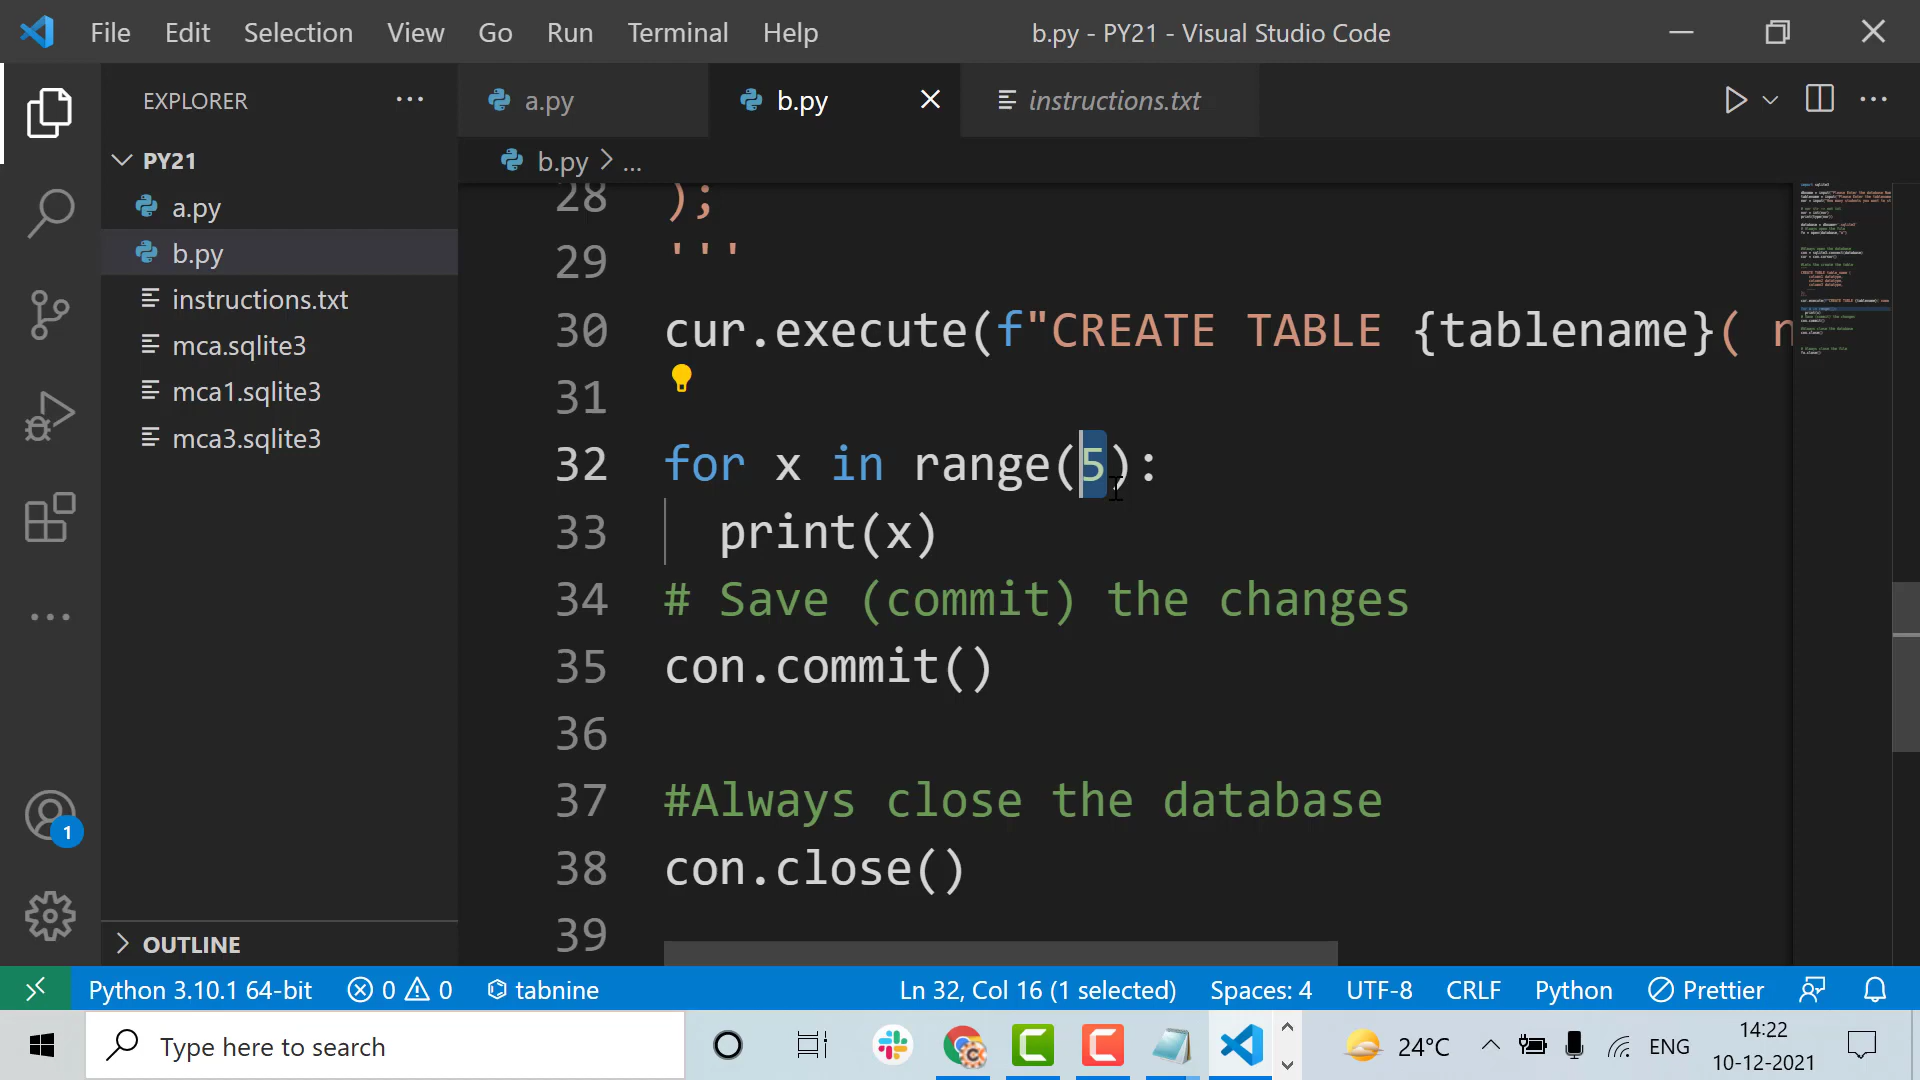 File Edit Selection View Go Run Terminal Help
b.py - PY21 - Visual Studio Code
EXPLORER
PY21
a.py
b.py
instructions.txt
mca.sqlite3
mca1.sqlite3
mca3.sqlite3
OUTLINE
a.py
b.py
instructions.txt
b.py > ...
28 );
29 '''
30 cur.execute(f"CREATE TABLE {tablename}( n
31
32 for x in range(5):
33 print(x)
34 # Save (commit) the changes
35 con.commit()
36
37 #Always close the database
38 con.close()
39
1
Python 3.10.1 64-bit 0 0 tabnine
Ln 32, Col 16 (1 selected) Spaces: 4 UTF-8 CRLF Python Prettier
Type here to search
24°C ENG
14:22
10-12-2021